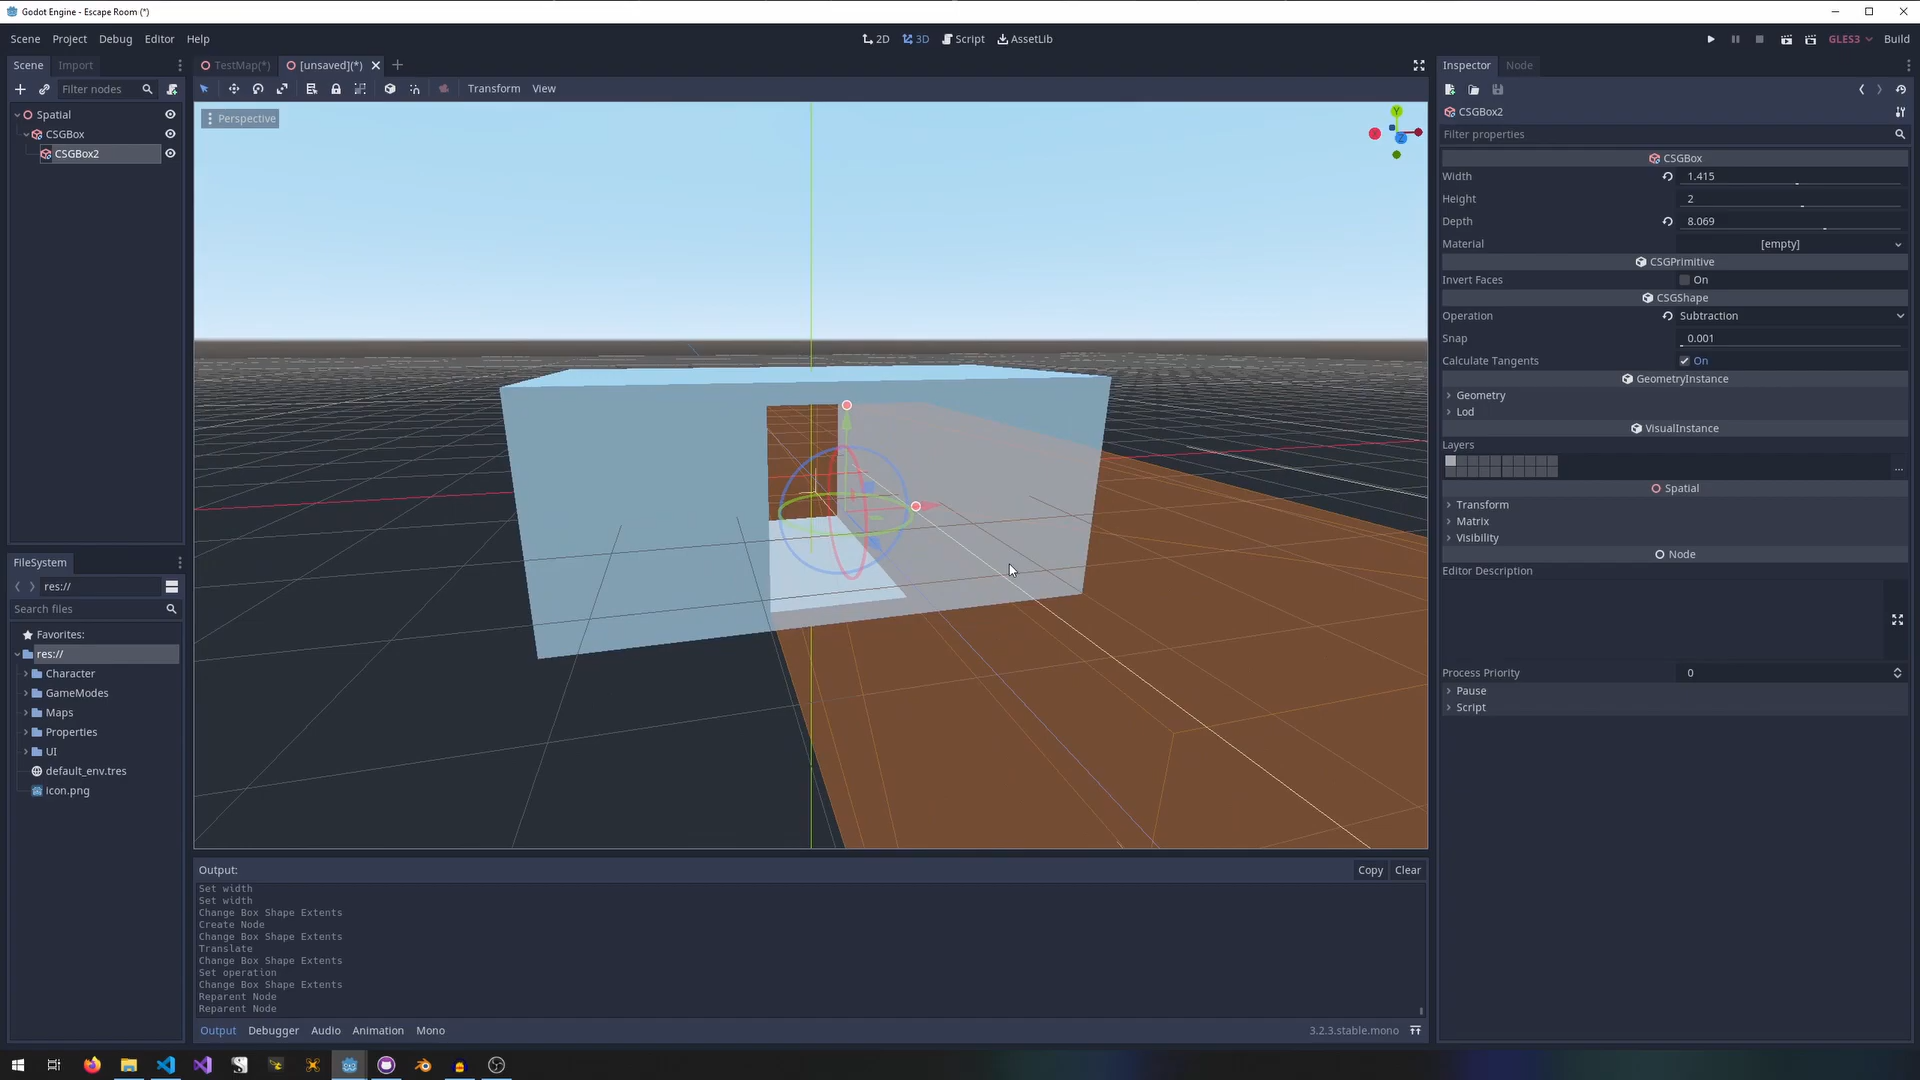 Godot Engine - Escape Room (*)
Scene Project Debug Editor Help
2D 3D Script AssetLib
GLES3 Build
Scene Import
TestMap(*) [unsaved](*)
Inspector Node
Filter nodes
Transform View
Spatial
CSGBox
CSGBox2
Perspective
Y
Z
CSGBox2
Filter properties
CSGBox
Width 1.415
Height 2
Depth 8.069
Material [empty]
CSGPrimitive
Invert Faces On
CSGShape
Operation Subtraction
Snap 0.001
Calculate Tangents On
GeometryInstance
Geometry
Lod
VisualInstance
Layers
...
Spatial
Transform
Matrix
Visibility
Node
Editor Description
Process Priority 0
Pause
Script
FileSystem
res://
Search files
Favorites:
res://
Character
GameModes
Maps
Properties
UI
default_env.tres
icon.png
Output: Copy Clear
Set width
Set width
Change Box Shape Extents
Create Node
Change Box Shape Extents
Translate
Change Box Shape Extents
Set operation
Change Box Shape Extents
Reparent Node
Reparent Node
Output Debugger Audio Animation Mono 3.2.3.stable.mono